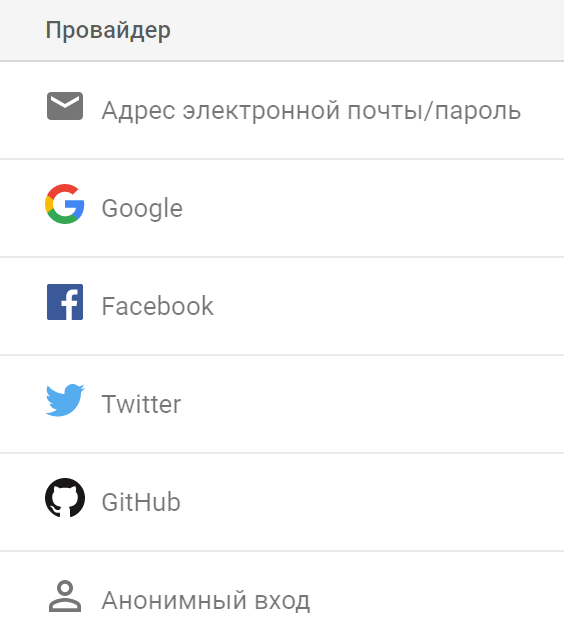 Провайдер
Адрес электронной почты/пароль
Google
Facebook
Twitter
GitHub
Анонимный вход